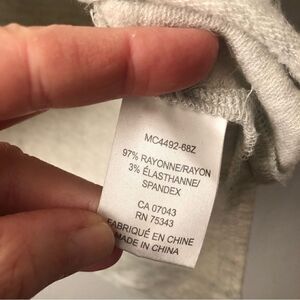 MC4492-68Z
97% RAYONNE/RAYON
3% ÉLASTHANNE/
SPANDEX
CA 07043
RN 75343
FABRIQUÉ EN CHINE
MADE IN CHINA